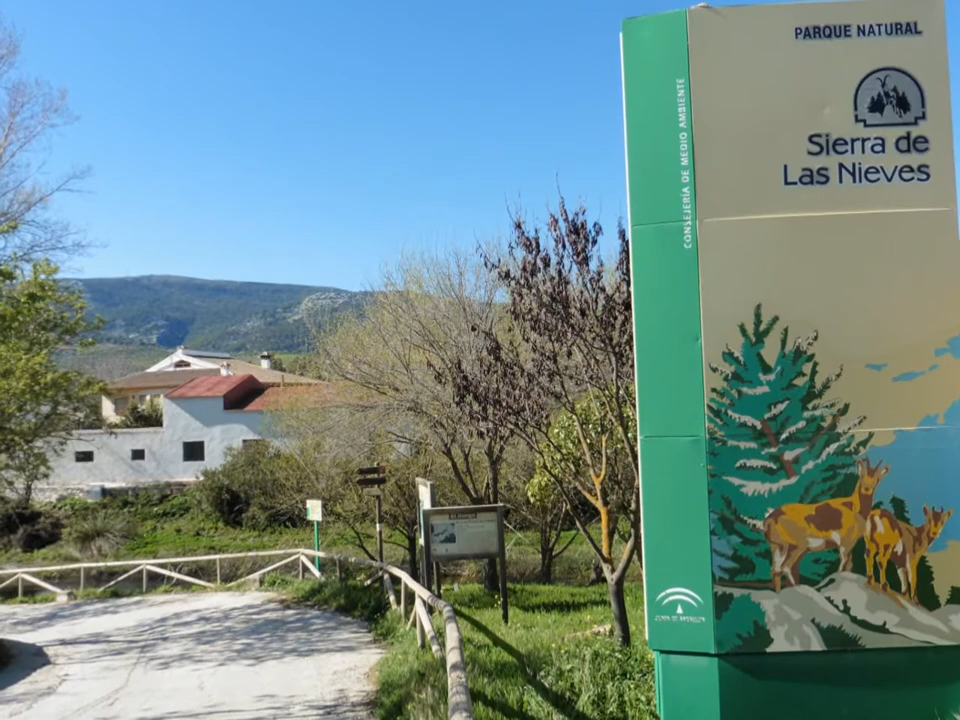 PARQUE NATURAL
Sierra de
Las Nieves
CONSEJERÍA DE MEDIO AMBIENTE
JUNTA DE ANDALUCIA